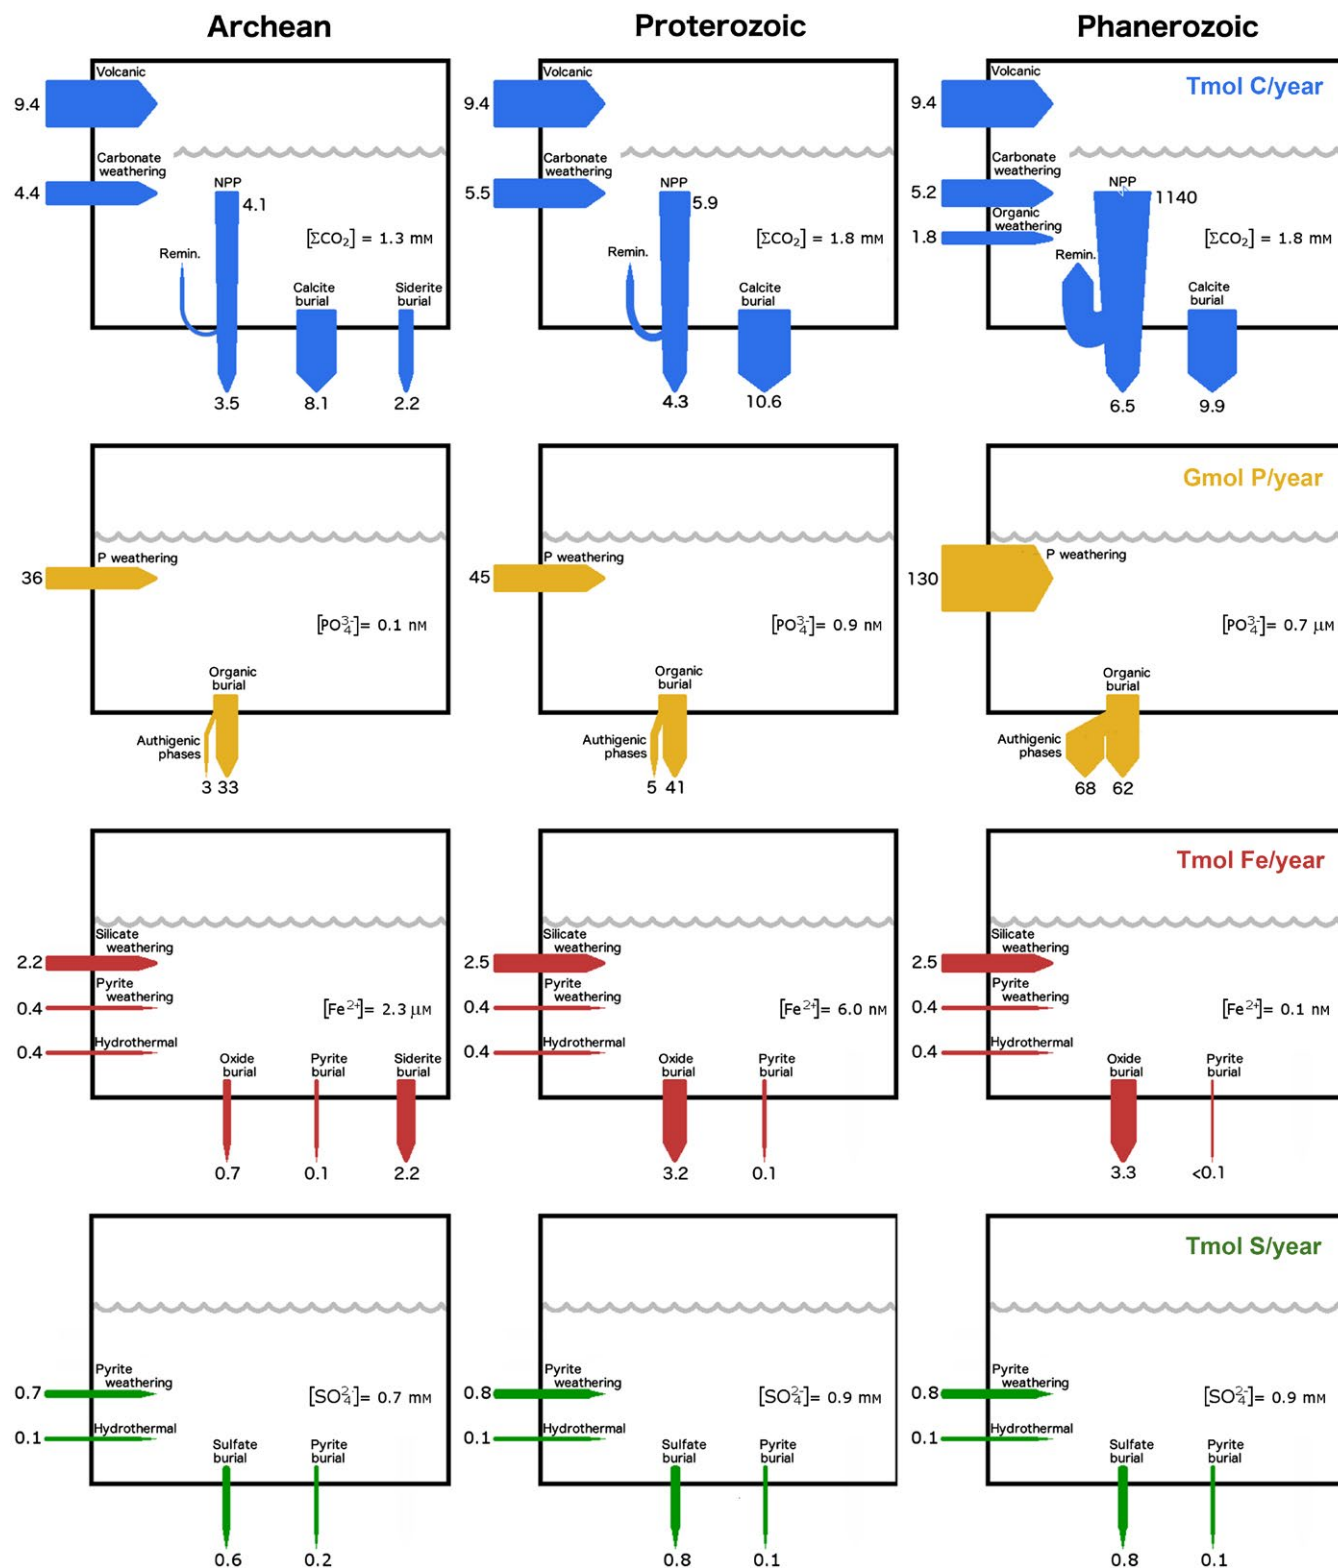 Archean Proterozoic Phanerozoic
Volcanic Volcanic Volcanic
Tmol C/year
9.4 9.4 9.4
Carbonate Carbonate Carbonate
weathering weathering weathering
NPP NPP NPP
4.4 5.5 5.2
4.1 5.9 1140
Organic
weathering
1.8
[ΣCO₂] = 1.3 mM [ΣCO₂] = 1.8 mM [ΣCO₂] = 1.8 mM
Remin. Remin. Remin.
Calcite Siderite Calcite Calcite
burial burial burial burial
3.5 8.1 2.2 4.3 10.6 6.5 9.9
Gmol P/year
P weathering P weathering P weathering
36 45 130
[PO₄³⁻]= 0.1 nM [PO₄³⁻]= 0.9 nM [PO₄³⁻]= 0.7 μM
Organic Organic Organic
burial burial burial
Authigenic Authigenic Authigenic
phases phases phases
3 33 5 41 68 62
Tmol Fe/year
Silicate Silicate Silicate
weathering weathering weathering
2.2 2.5 2.5
Pyrite Pyrite Pyrite
weathering weathering weathering
0.4 0.4 0.4
[Fe²⁺]= 2.3 μM [Fe²⁺]= 6.0 nM [Fe²⁺]= 0.1 nM
Hydrothermal Hydrothermal Hydrothermal
0.4 0.4 0.4
Oxide Pyrite Siderite Oxide Pyrite Oxide Pyrite
burial burial burial burial burial burial burial
0.7 0.1 2.2 3.2 0.1 3.3 <0.1
Tmol S/year
Pyrite Pyrite Pyrite
weathering weathering weathering
0.7 0.8 0.8
[SO₄²⁻]= 0.7 mM [SO₄²⁻]= 0.9 mM [SO₄²⁻]= 0.9 mM
Hydrothermal Hydrothermal Hydrothermal
0.1 0.1 0.1
Sulfate Pyrite Sulfate Pyrite Sulfate Pyrite
burial burial burial burial burial burial
0.6 0.2 0.8 0.1 0.8 0.1